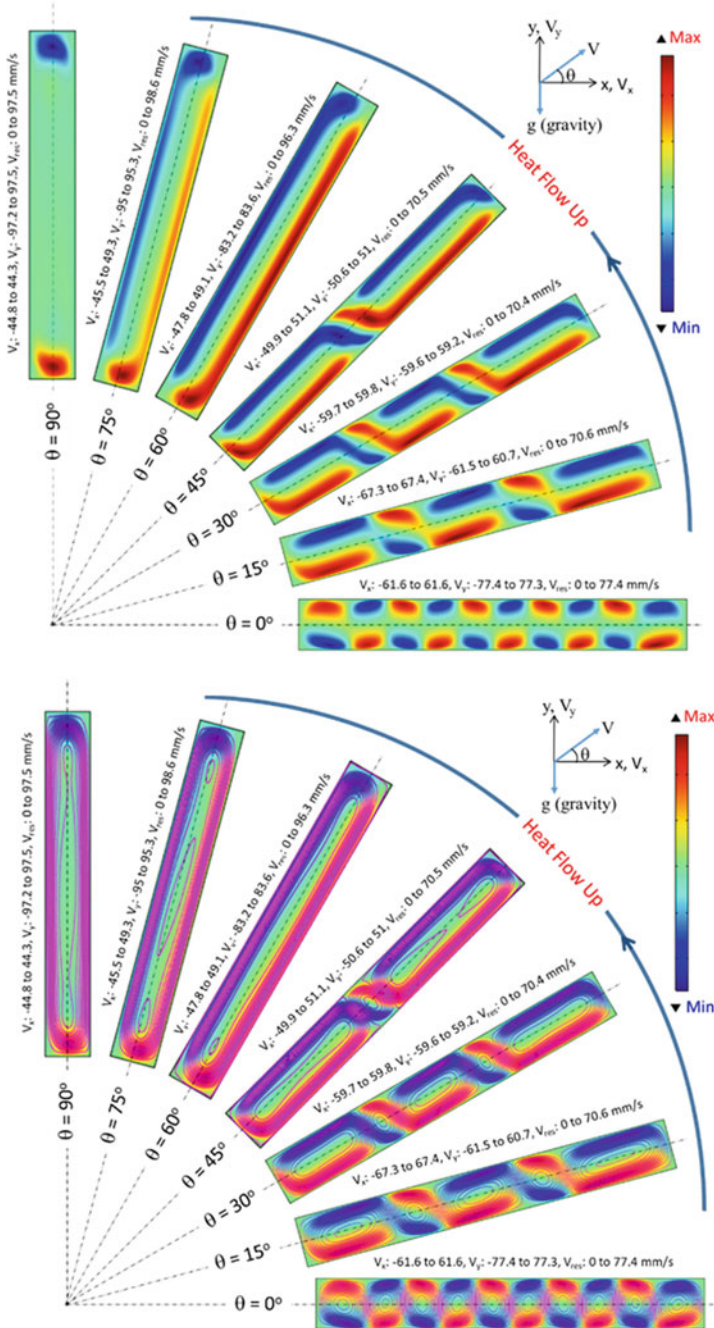 y, Vy
V
θ
x, Vx
g (gravity)
▲ Max
▼ Min
Heat Flow Up
Vx: -44.8 to 44.3, Vy: -97.2 to 97.5, Vres: 0 to 97.5 mm/s
Vx: -45.5 to 49.3, Vy: -95 to 95.3, Vres: 0 to 98.6 mm/s
Vx: -47.8 to 49.1, Vy: -83.2 to 83.6, Vres: 0 to 96.3 mm/s
Vx: -49.9 to 51.1, Vy: -50.6 to 51, Vres: 0 to 70.5 mm/s
Vx: -59.7 to 59.8, Vy: -59.6 to 59.2, Vres: 0 to 70.4 mm/s
Vx: -67.3 to 67.4, Vy: -61.5 to 60.7, Vres: 0 to 70.6 mm/s
Vx: -61.6 to 61.6, Vy: -77.4 to 77.3, Vres: 0 to 77.4 mm/s
θ = 90°
θ = 75°
θ = 60°
θ = 45°
θ = 30°
θ = 15°
θ = 0°
y, Vy
V
θ
x, Vx
g (gravity)
▲ Max
▼ Min
Heat Flow Up
Vx: -44.8 to 44.3, Vy: -97.2 to 97.5, Vres: 0 to 97.5 mm/s
Vx: -45.5 to 49.3, Vy: -95 to 95.3, Vres: 0 to 98.6 mm/s
Vx: -47.8 to 49.1, Vy: -83.2 to 83.6, Vres: 0 to 96.3 mm/s
Vx: -49.9 to 51.1, Vy: -50.6 to 51, Vres: 0 to 70.5 mm/s
Vx: -59.7 to 59.8, Vy: -59.6 to 59.2, Vres: 0 to 70.4 mm/s
Vx: -67.3 to 67.4, Vy: -61.5 to 60.7, Vres: 0 to 70.6 mm/s
Vx: -61.6 to 61.6, Vy: -77.4 to 77.3, Vres: 0 to 77.4 mm/s
θ = 90°
θ = 75°
θ = 60°
θ = 45°
θ = 30°
θ = 15°
θ = 0°